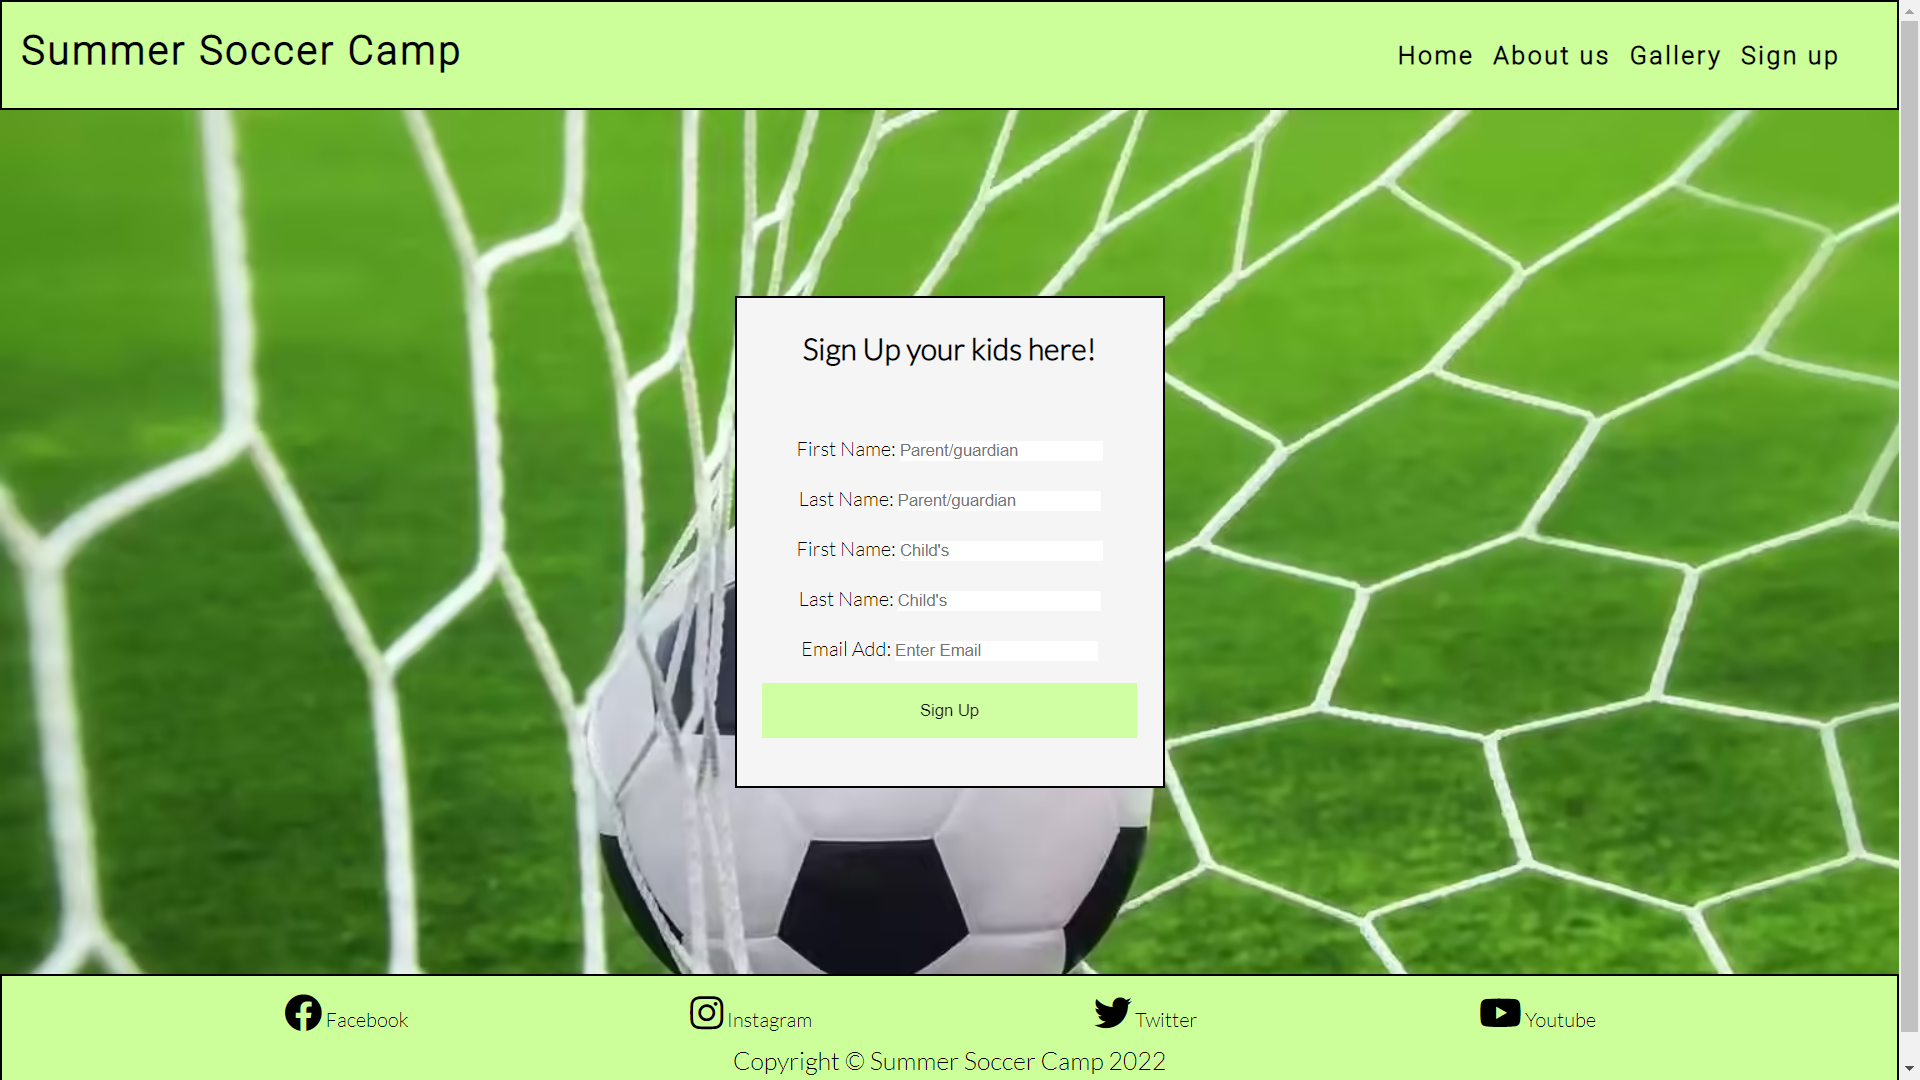 Summer Soccer Camp
Home About us Gallery Sign up
Sign Up your kids here!
First Name: Parent/guardian
Last Name: Parent/guardian
First Name: Child's
Last Name: Child's
Email Add: Enter Email
Sign Up
Facebook Instagram Twitter Youtube
Copyright © Summer Soccer Camp 2022